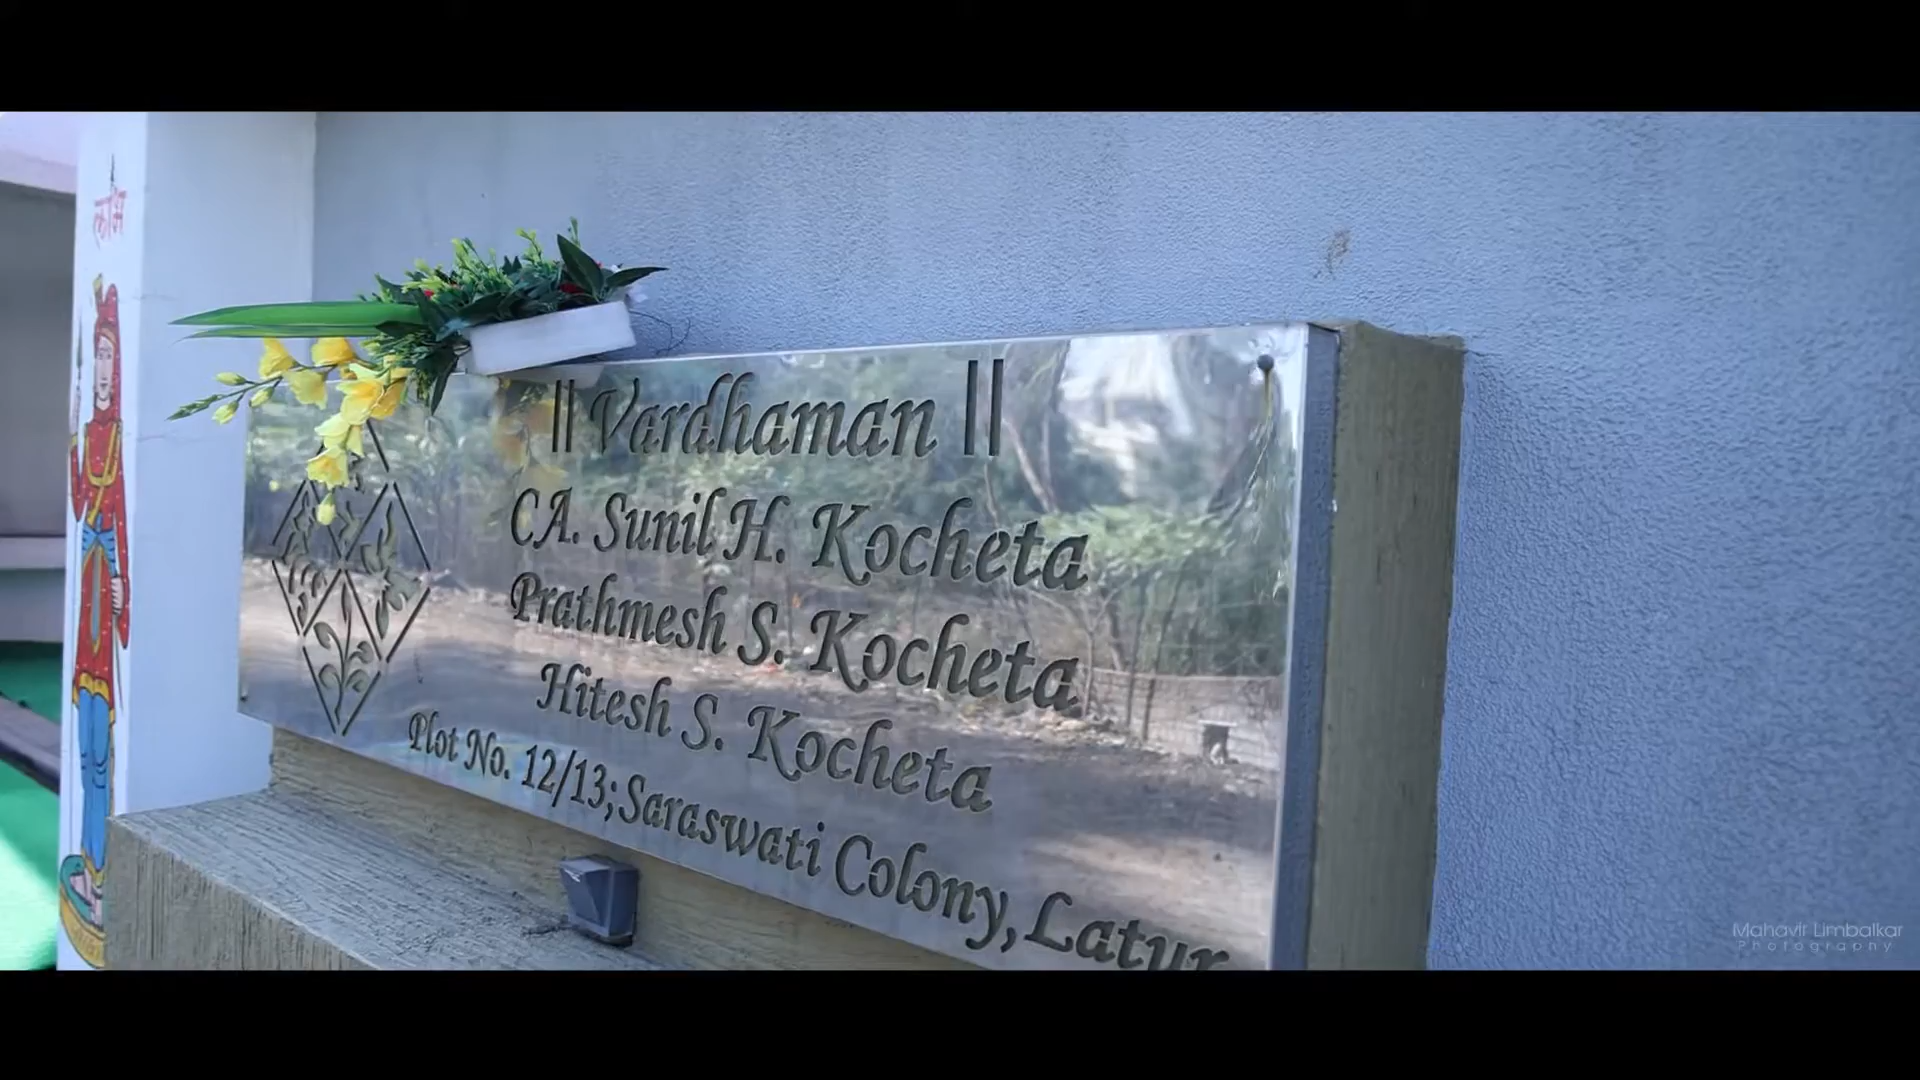 लाभ
|| Vardhaman ||
CA. Sunil H. Kocheta
Prathmesh S. Kocheta
Hitesh S. Kocheta
Plot No. 12/13; Saraswati Colony, Latur
Mahavir Limbalkar
Photography